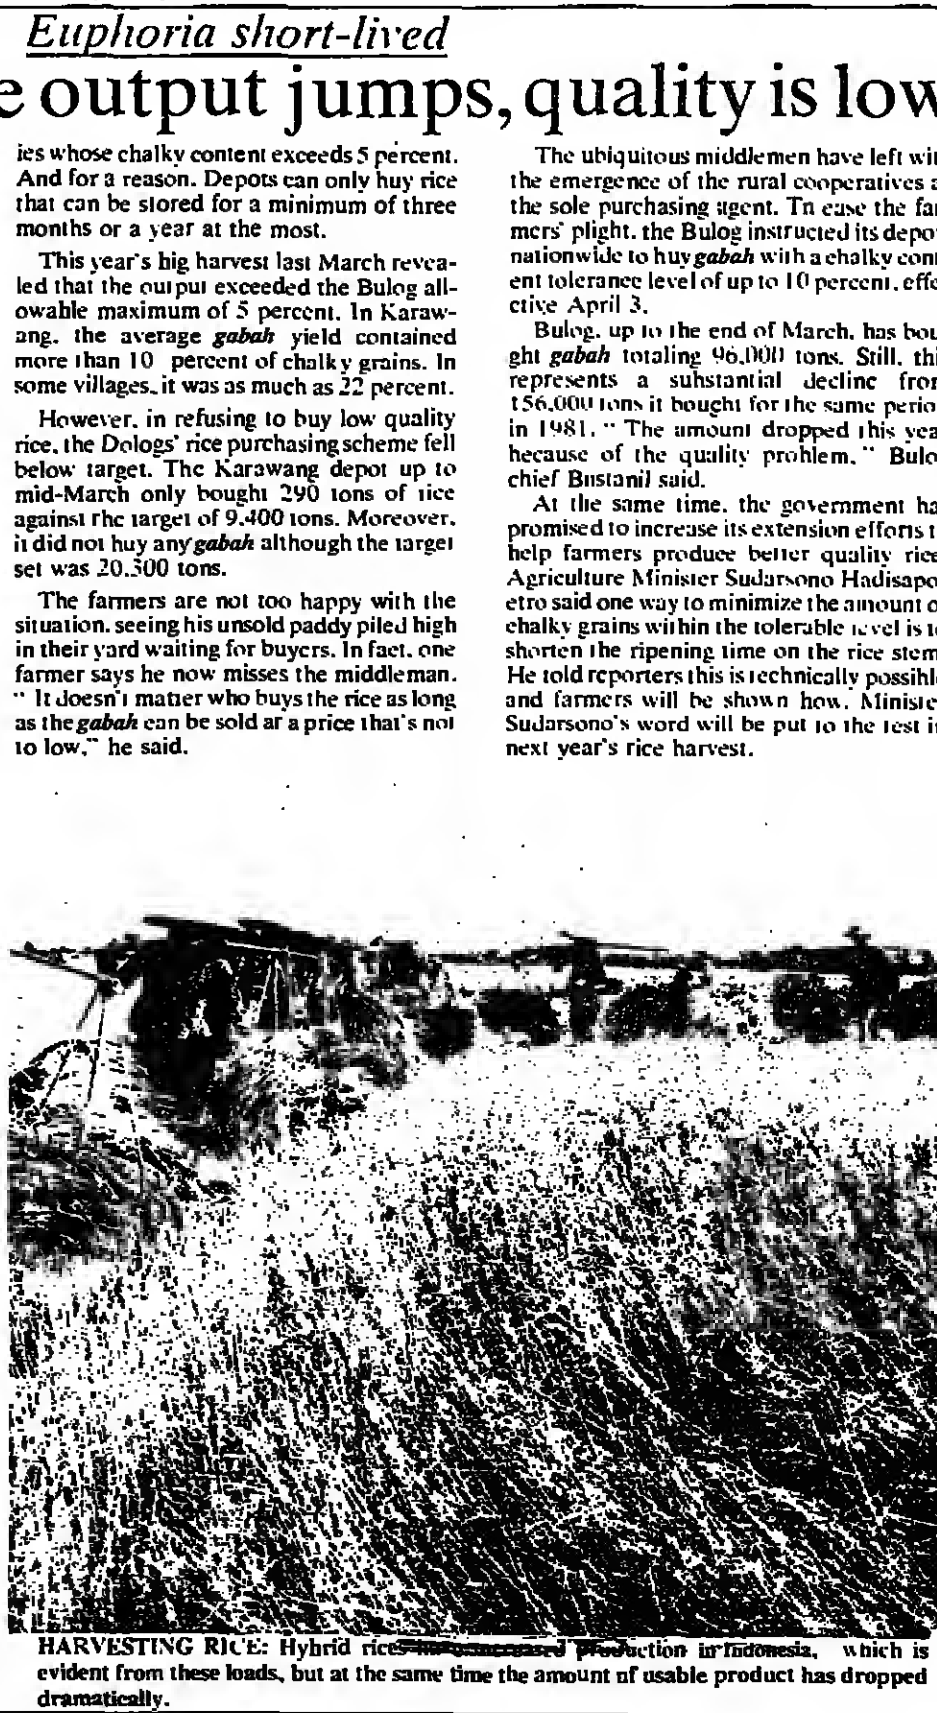 Euphoria short-lived
e output jumps, quality is low
ies whose chalky content exceeds 5 percent.
And for a reason. Depots can only buy rice
that can be stored for a minimum of three
months or a year at the most.
This year's big harvest last March revea-
led that the output exceeded the Bulog all-
owable maximum of 5 percent. In Karaw-
ang, the average gabah yield contained
more than 10 percent of chalky grains. In
some villages, it was as much as 22 percent.
However, in refusing to buy low quality
rice, the Dologs' rice purchasing scheme fell
below target. The Karawang depot up to
mid-March only bought 290 tons of rice
against the target of 9.400 tons. Moreover,
it did not buy any gabah although the target
set was 20.300 tons.
The farmers are not too happy with the
situation, seeing his unsold paddy piled high
in their yard waiting for buyers. In fact, one
farmer says he now misses the middleman.
" It doesn't matter who buys the rice as long
as the gabah can be sold at a price that's not
to low," he said.
The ubiquitous middlemen have left wit
the emergence of the rural cooperatives a
the sole purchasing agent. To ease the far
mers' plight, the Bulog instructed its depo
nationwide to buy gabah with a chalky cont
ent tolerance level of up to 10 percent, effe
ctive April 3.
Bulog, up to the end of March, has bou
ght gabah totaling 96.000 tons. Still, thi
represents a substantial decline fro
156.000 tons it bought for the same perio
in 1981. " The amount dropped this yea
because of the quality problem, " Bulo
chief Bustanil said.
At the same time, the government ha
promised to increase its extension efforts t
help farmers produce better quality rice
Agriculture Minister Sudarsono Hadisapo
etro said one way to minimize the amount o
chalky grains within the tolerable level is t
shorten the ripening time on the rice stem
He told reporters this is technically possible
and farmers will be shown how. Ministe
Sudarsono's word will be put to the test i
next year's rice harvest.
HARVESTING RICE: Hybrid rices production in Indonesia, which is
evident from these loads, but at the same time the amount of usable product has dropped
dramatically.